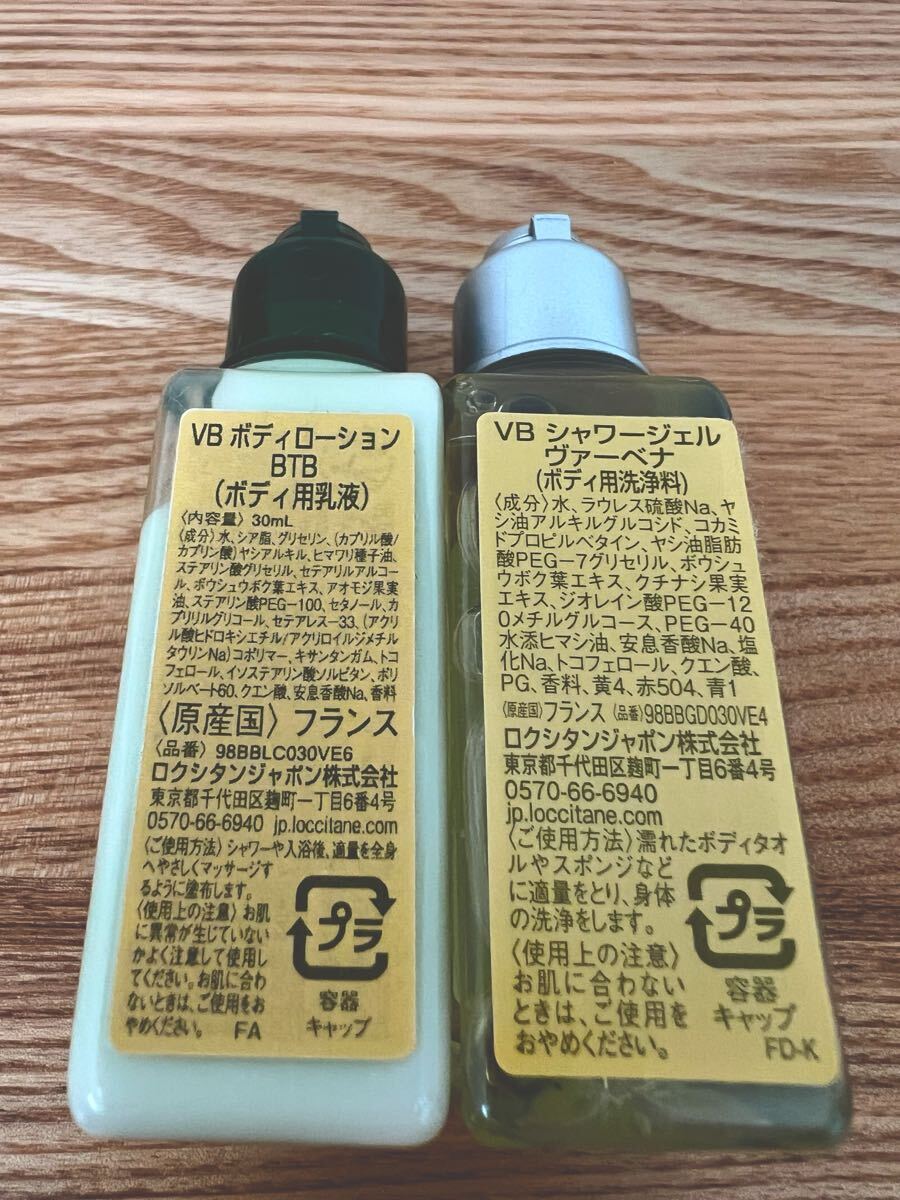 VB ボディローション
BTB
(ボディ用乳液)
〈内容量〉30mL
〈成分〉水、シア脂、グリセリン、(カプリル酸/
カプリン酸)ヤシアルキル、ヒマワリ種子油、
ステアリン酸グリセリル、セテアリルアルコー
ル、ボウシュウボク葉エキス、アオモジ果実
油、ステアリン酸PEG-100、セタノール、カ
プリリルグリコール、セテアレス-33、(アクリ
ル酸ヒドロキシエチル/アクリロイルジメチル
タウリンNa)コポリマー、キサンタンガム、トコ
フェロール、イソステアリン酸ソルビタン、ポリ
ソルベート60、クエン酸、安息香酸Na、香料
〈原産国〉フランス
〈品番〉98BBLC030VE6
ロクシタンジャポン株式会社
東京都千代田区麹町一丁目6番4号
0570-66-6940 jp.loccitane.com
〈ご使用方法〉シャワーや入浴後、適量を全身
へやさしくマッサージす
るように塗布します。
〈使用上の注意〉お肌
に異常が生じていない
かよく注意して使用し
てください。お肌に合わ
ないときは、ご使用をお
やめください。 FA
プラ
容器
キャップ
VB シャワージェル
ヴァーベナ
(ボディ用洗浄料)
〈成分〉水、ラウレス硫酸Na、ヤ
シ油アルキルグルコシド、コカミ
ドプロピルベタイン、ヤシ油脂肪
酸PEG-7グリセリル、ボウシュ
ウボク葉エキス、クチナシ果実
エキス、ジオレイン酸PEG-12
0メチルグルコース、PEG-40
水添ヒマシ油、安息香酸Na、塩
化Na、トコフェロール、クエン酸、
PG、香料、黄4、赤504、青1
〈原産国〉フランス 〈品番〉98BBGD030VE4
ロクシタンジャポン株式会社
東京都千代田区麹町一丁目6番4号
0570-66-6940
jp.loccitane.com
〈ご使用方法〉濡れたボディタオ
ルやスポンジなど
に適量をとり、身体
の洗浄をします。
〈使用上の注意〉
お肌に合わない
ときは、ご使用を
おやめください。
プラ
容器
キャップ
FD-K